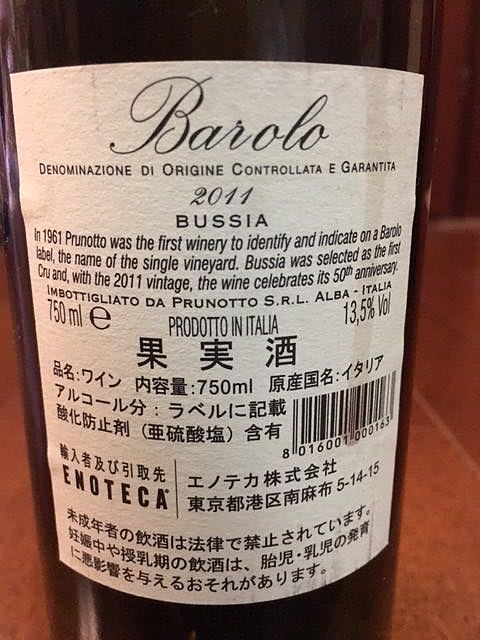 Barolo
DENOMINAZIONE DI ORIGINE CONTROLLATA E GARANTITA
2011
BUSSIA
In 1961 Prunotto was the first winery to identify and indicate on a Barolo
label, the name of the single vineyard. Bussia was selected as the first
Cru and, with the 2011 vintage, the wine celebrates its 50th anniversary.
IMBOTTIGLIATO DA PRUNOTTO S.R.L. ALBA - ITALIA
750 ml e PRODOTTO IN ITALIA 13,5% Vol
果実酒
品名:ワイン 内容量:750ml 原産国名:イタリア
アルコール分:ラベルに記載
酸化防止剤(亜硫酸塩)含有
8 016001 000163
輸入者及び引取先
ENOTECA
エノテカ株式会社
東京都港区南麻布 5-14-15
未成年者の飲酒は法律で禁止されています。
妊娠中や授乳期の飲酒は、胎児・乳児の発育
に悪影響を与えるおそれがあります。